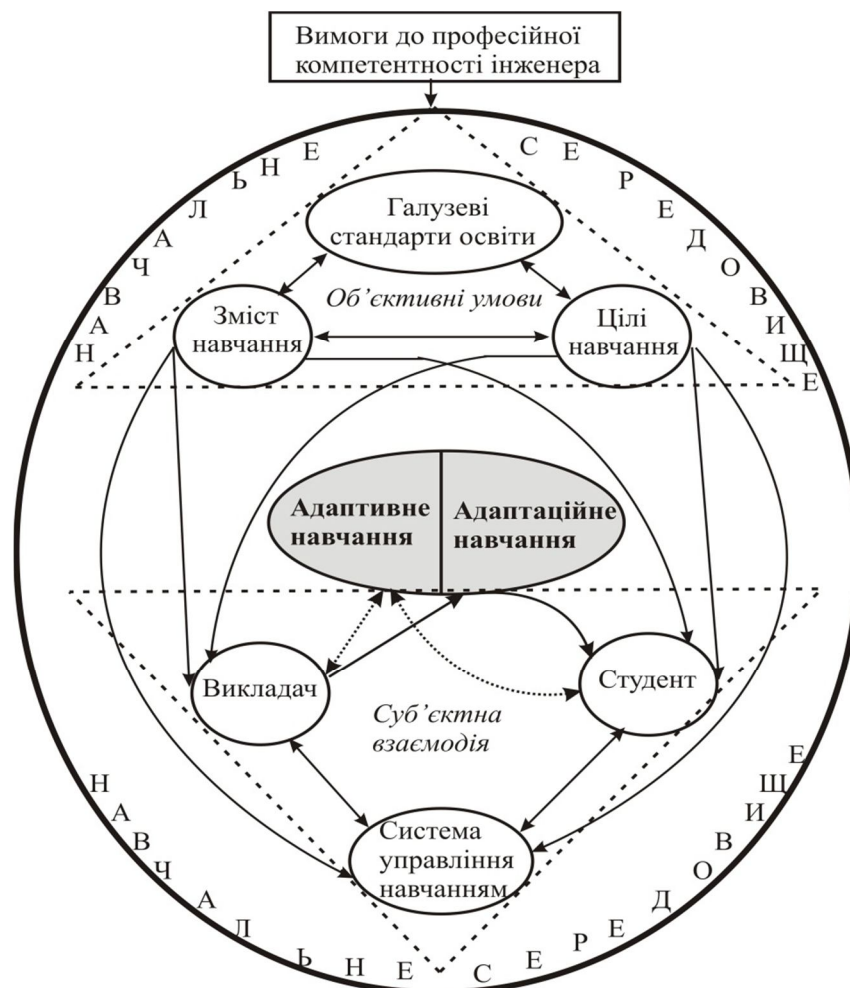 Вимоги до професійної
компетентності інженера
НАВЧАЛЬНЕ СЕРЕДОВИЩЕ
Галузеві
стандарти освіти
Об’єктивні умови
Зміст
навчання
Цілі
навчання
Адаптивне
навчання
Адаптаційне
навчання
Викладач
Студент
Суб’єктна
взаємодія
Система
управління
навчанням
НАВЧАЛЬНЕ СЕРЕДОВИЩЕ